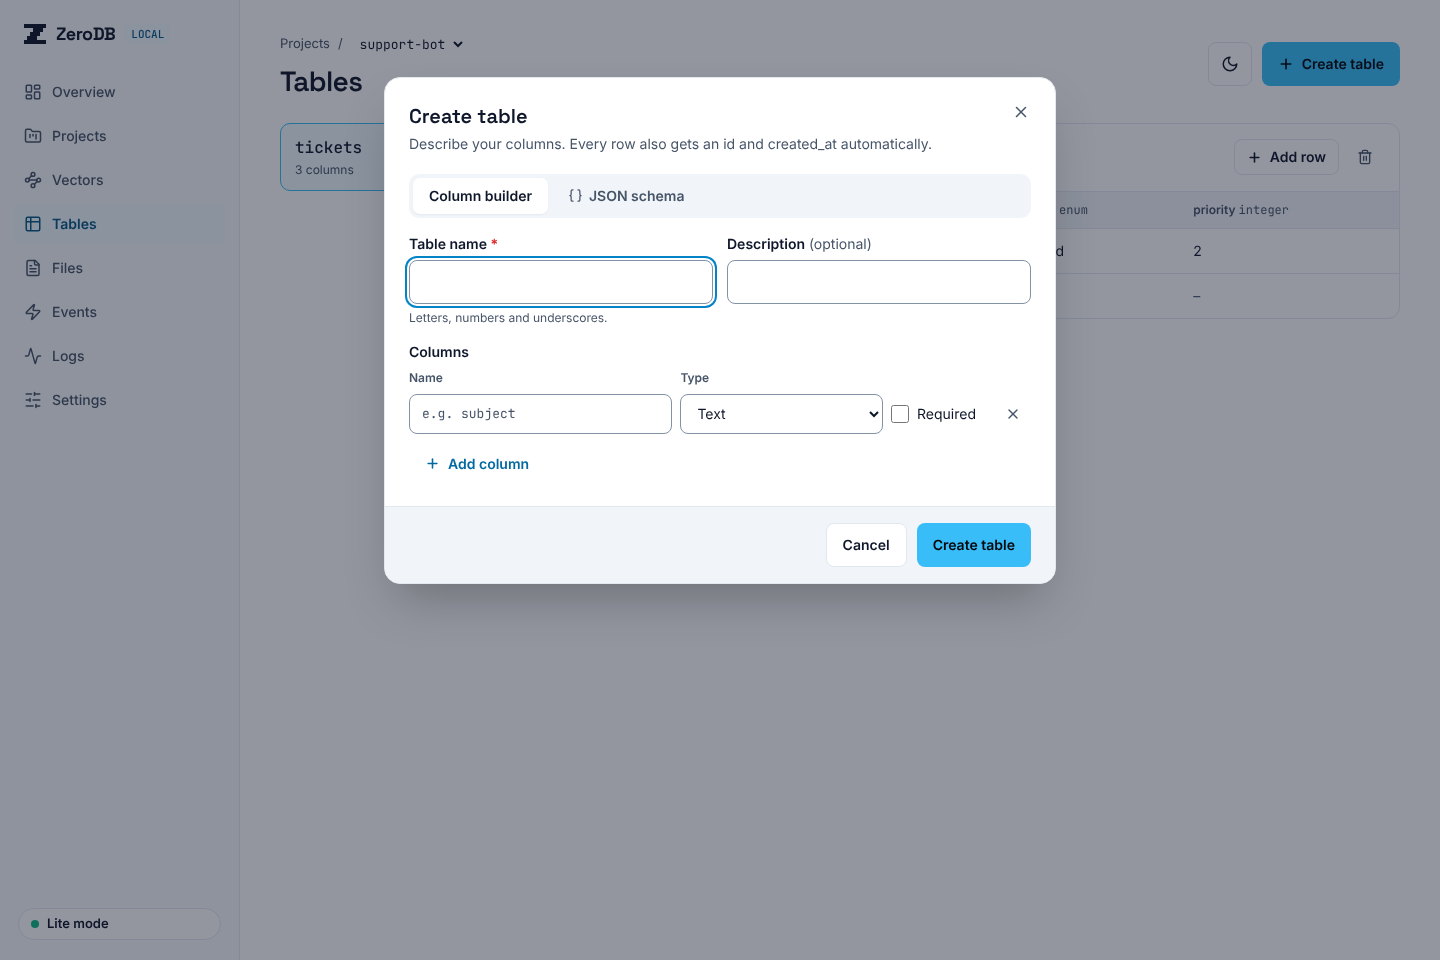 ZeroDB LOCAL
Overview
Projects
Vectors
Tables
Files
Events
Logs
Settings
Lite mode
Projects / support-bot
Tables
Create table
tickets
3 columns
Add row
enum
priority integer
d
2
–
Create table
Describe your columns. Every row also gets an id and created_at automatically.
Column builder
{ } JSON schema
Table name *
Description (optional)
Letters, numbers and underscores.
Columns
Name
Type
e.g. subject
Text
Required
Add column
Cancel
Create table